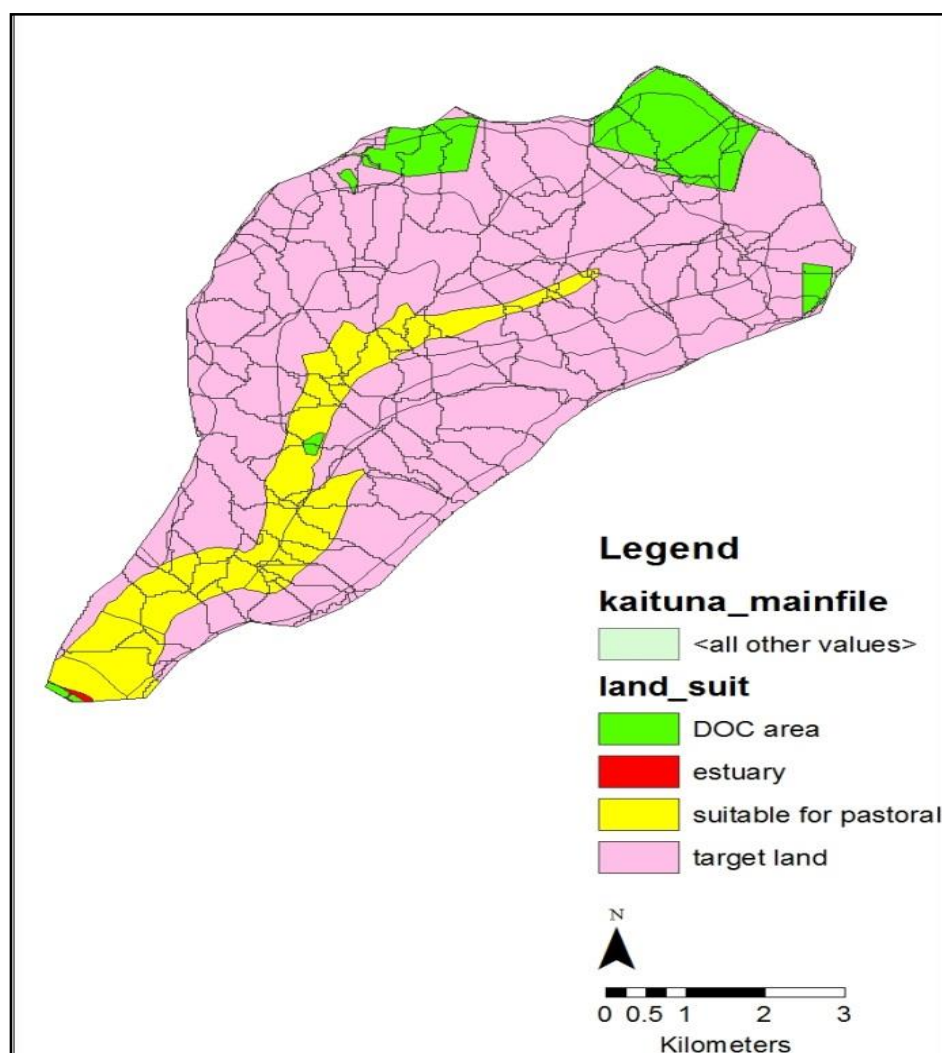 Legend
kaituna_mainfile
<all other values>
land_suit
DOC area
estuary
suitable for pastoral
target land
N
0 0.5 1 2 3
Kilometers